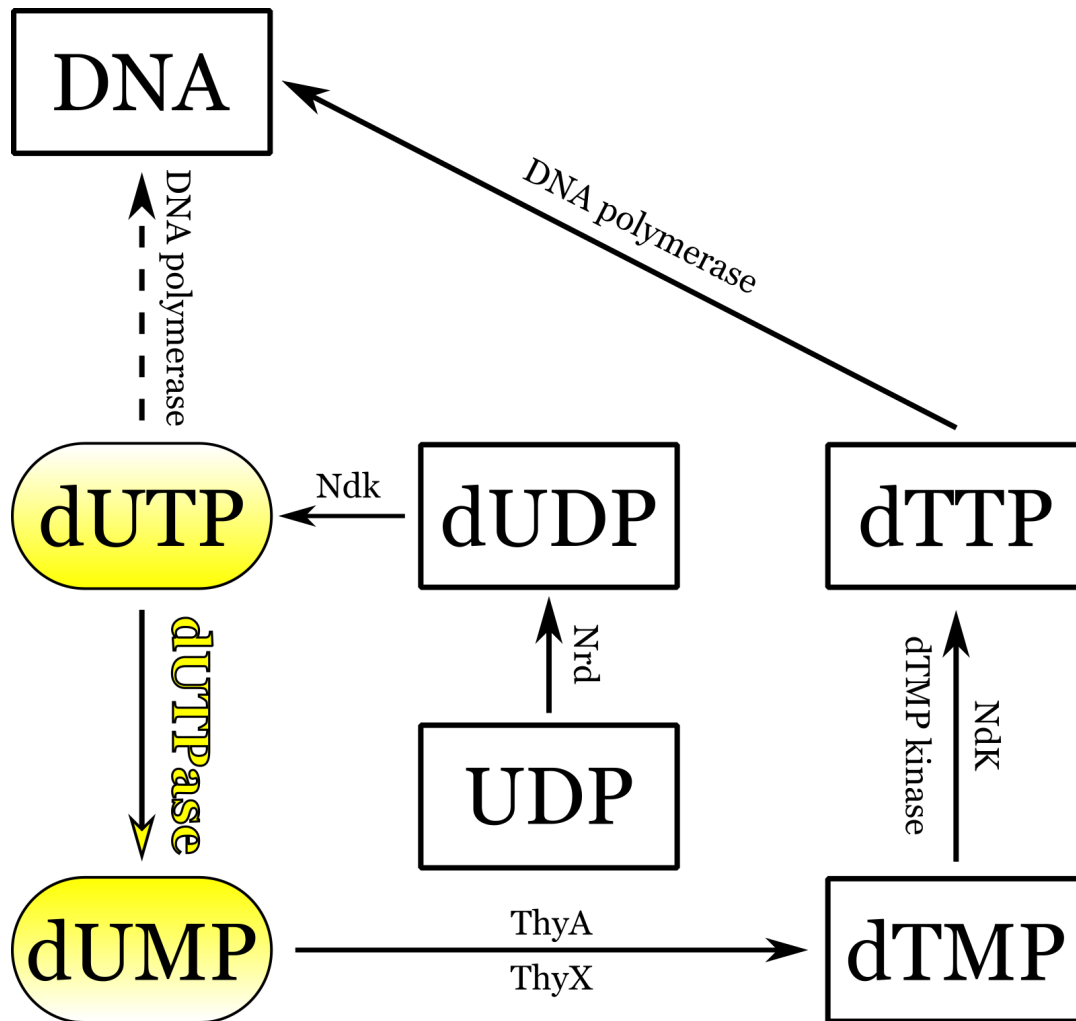 DNA
DNA polymerase
DNA polymerase
dUTP
Ndk
dUDP
dTTP
dUTPase
Nrd
dTMP kinase
NdK
UDP
dUMP
ThyA
ThyX
dTMP